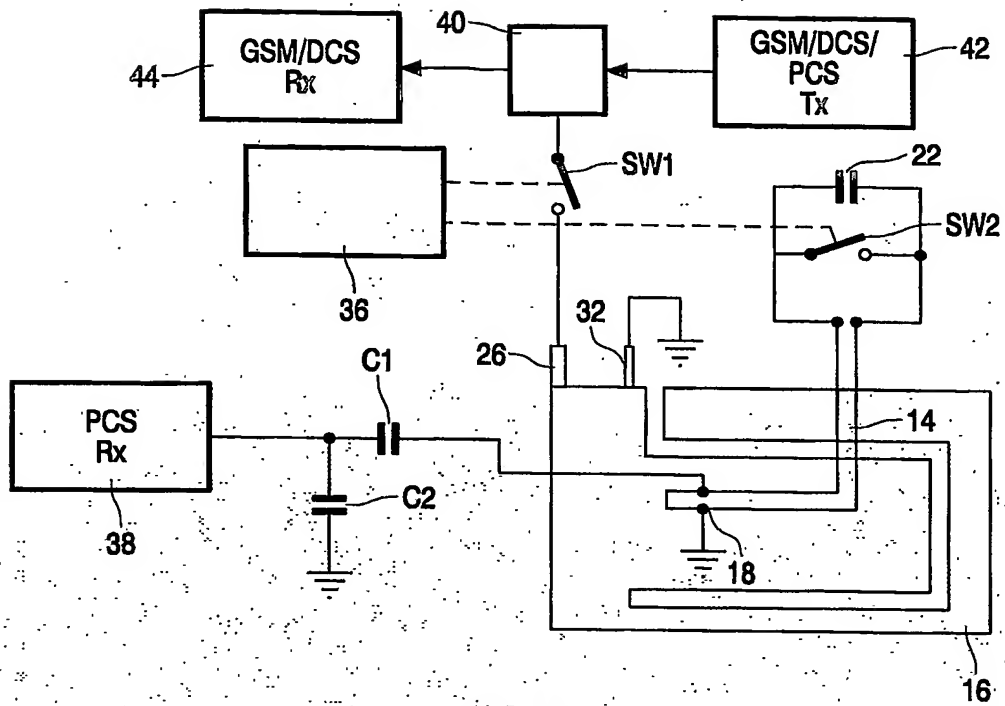 40
44
GSM/DCS
Rx
GSM/DCS/
PCS
Tx
42
22
SW1
SW2
36
32
26
C1
14
PCS
Rx
C2
38
18
16